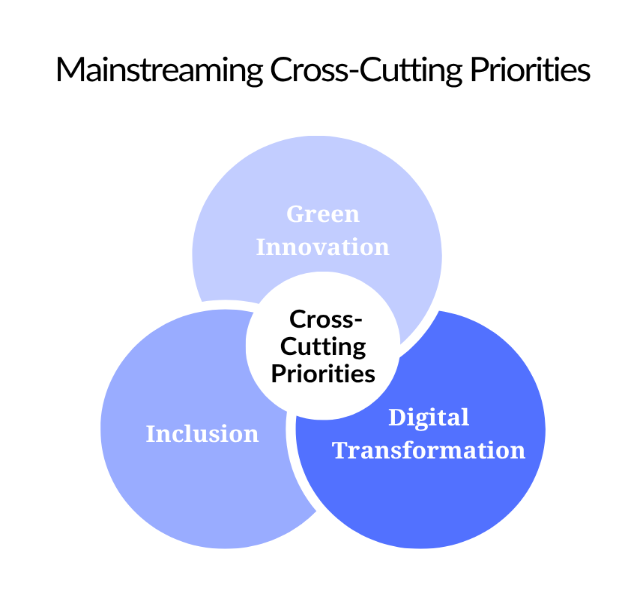 Mainstreaming Cross-Cutting Priorities
Green
Innovation
Cross-
Cutting
Priorities
Inclusion
Digital
Transformation